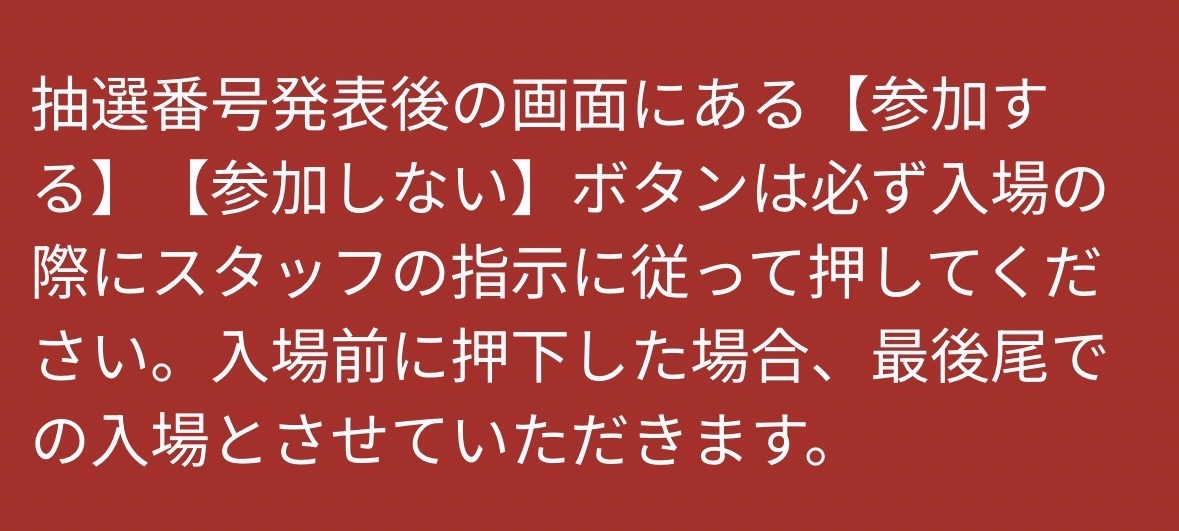 抽選番号発表後の画面にある【参加す
る】【参加しない】ボタンは必ず入場の
際にスタッフの指示に従って押してくだ
さい。入場前に押下した場合、最後尾で
の入場とさせていただきます。